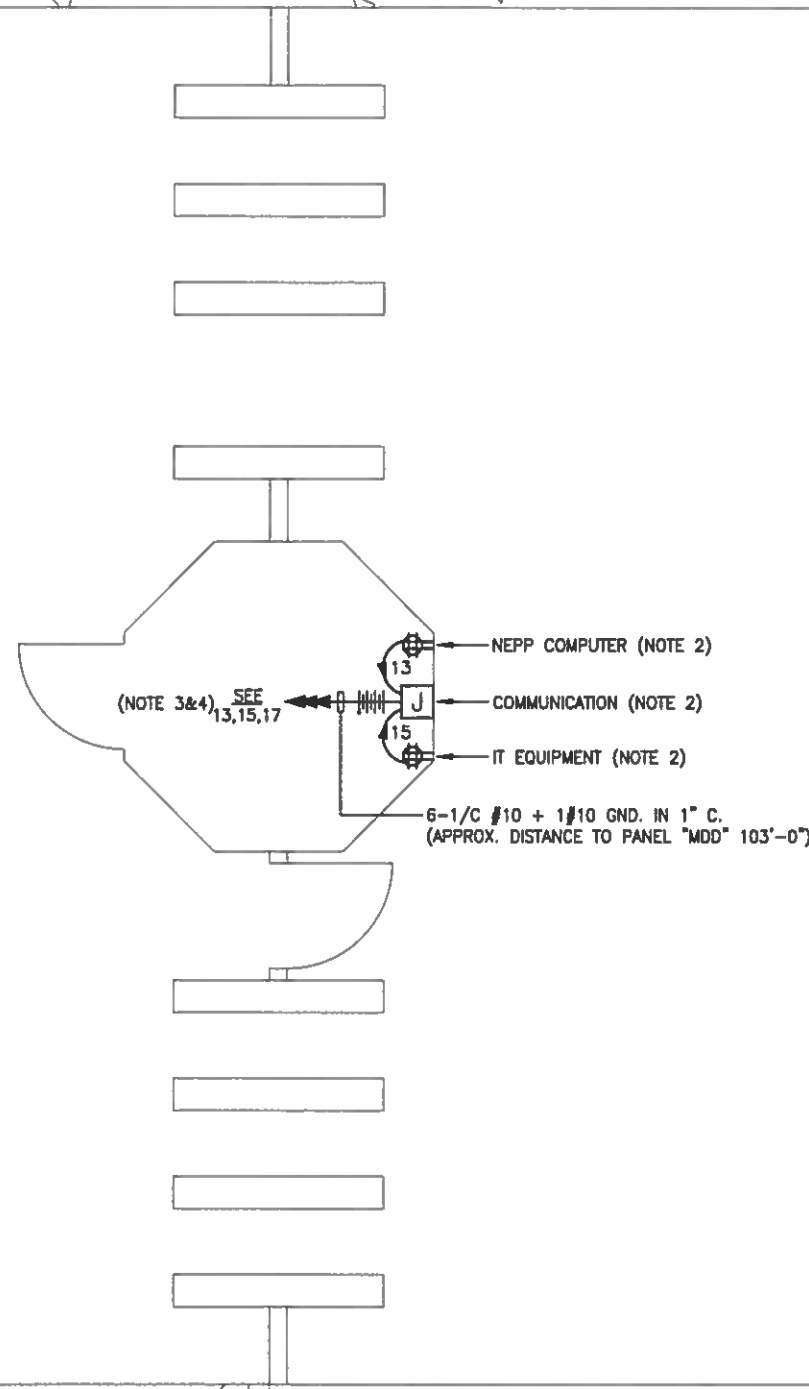 NEPP COMPUTER (NOTE 2)
13
(NOTE 3&4) SEE
13,15,17
J
COMMUNICATION (NOTE 2)
15
IT EQUIPMENT (NOTE 2)
6-1/C #10 + 1#10 GND. IN 1" C.
(APPROX. DISTANCE TO PANEL "MDD" 103'-0")